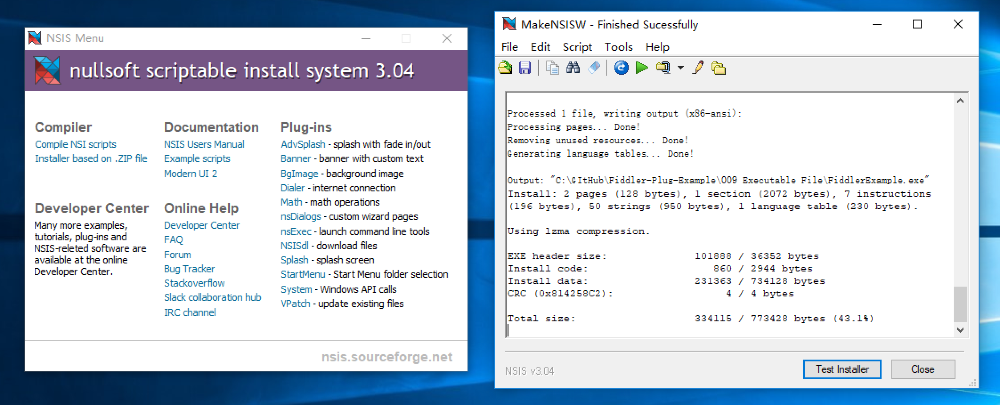 NSIS Menu
nullsoft scriptable install system 3.04
Compiler
Compile NSI scripts
Installer based on .ZIP file
Developer Center
Many more examples,
tutorials, plug-ins and
NSIS-releted software are
available at the online
Developer Center.
Documentation
NSIS Users Manual
Example scripts
Modern UI 2
Online Help
Developer Center
FAQ
Forum
Bug Tracker
Stackoverflow
Slack collaboration hub
IRC channel
Plug-ins
AdvSplash - splash with fade in/out
Banner - banner with custom text
BgImage - background image
Dialer - internet connection
Math - math operations
nsDialogs - custom wizard pages
nsExec - launch command line tools
NSISdl - download files
Splash - splash screen
StartMenu - Start Menu folder selection
System - Windows API calls
VPatch - update existing files
nsis.sourceforge.net
MakeNSISW - Finished Sucessfully
File Edit Script Tools Help
Processed 1 file, writing output (x86-ansi):
Processing pages... Done!
Removing unused resources... Done!
Generating language tables... Done!
Output: "C:\GItHub\Fiddler-Plug-Example\009 Executable File\FiddlerExample.exe"
Install: 2 pages (128 bytes), 1 section (2072 bytes), 7 instructions
(196 bytes), 50 strings (950 bytes), 1 language table (230 bytes).
Using lzma compression.
EXE header size: 101888 / 36352 bytes
Install code: 860 / 2944 bytes
Install data: 231363 / 734128 bytes
CRC (0x814258C2): 4 / 4 bytes
Total size: 334115 / 773428 bytes (43.1%)
NSIS v3.04
Test Installer
Close